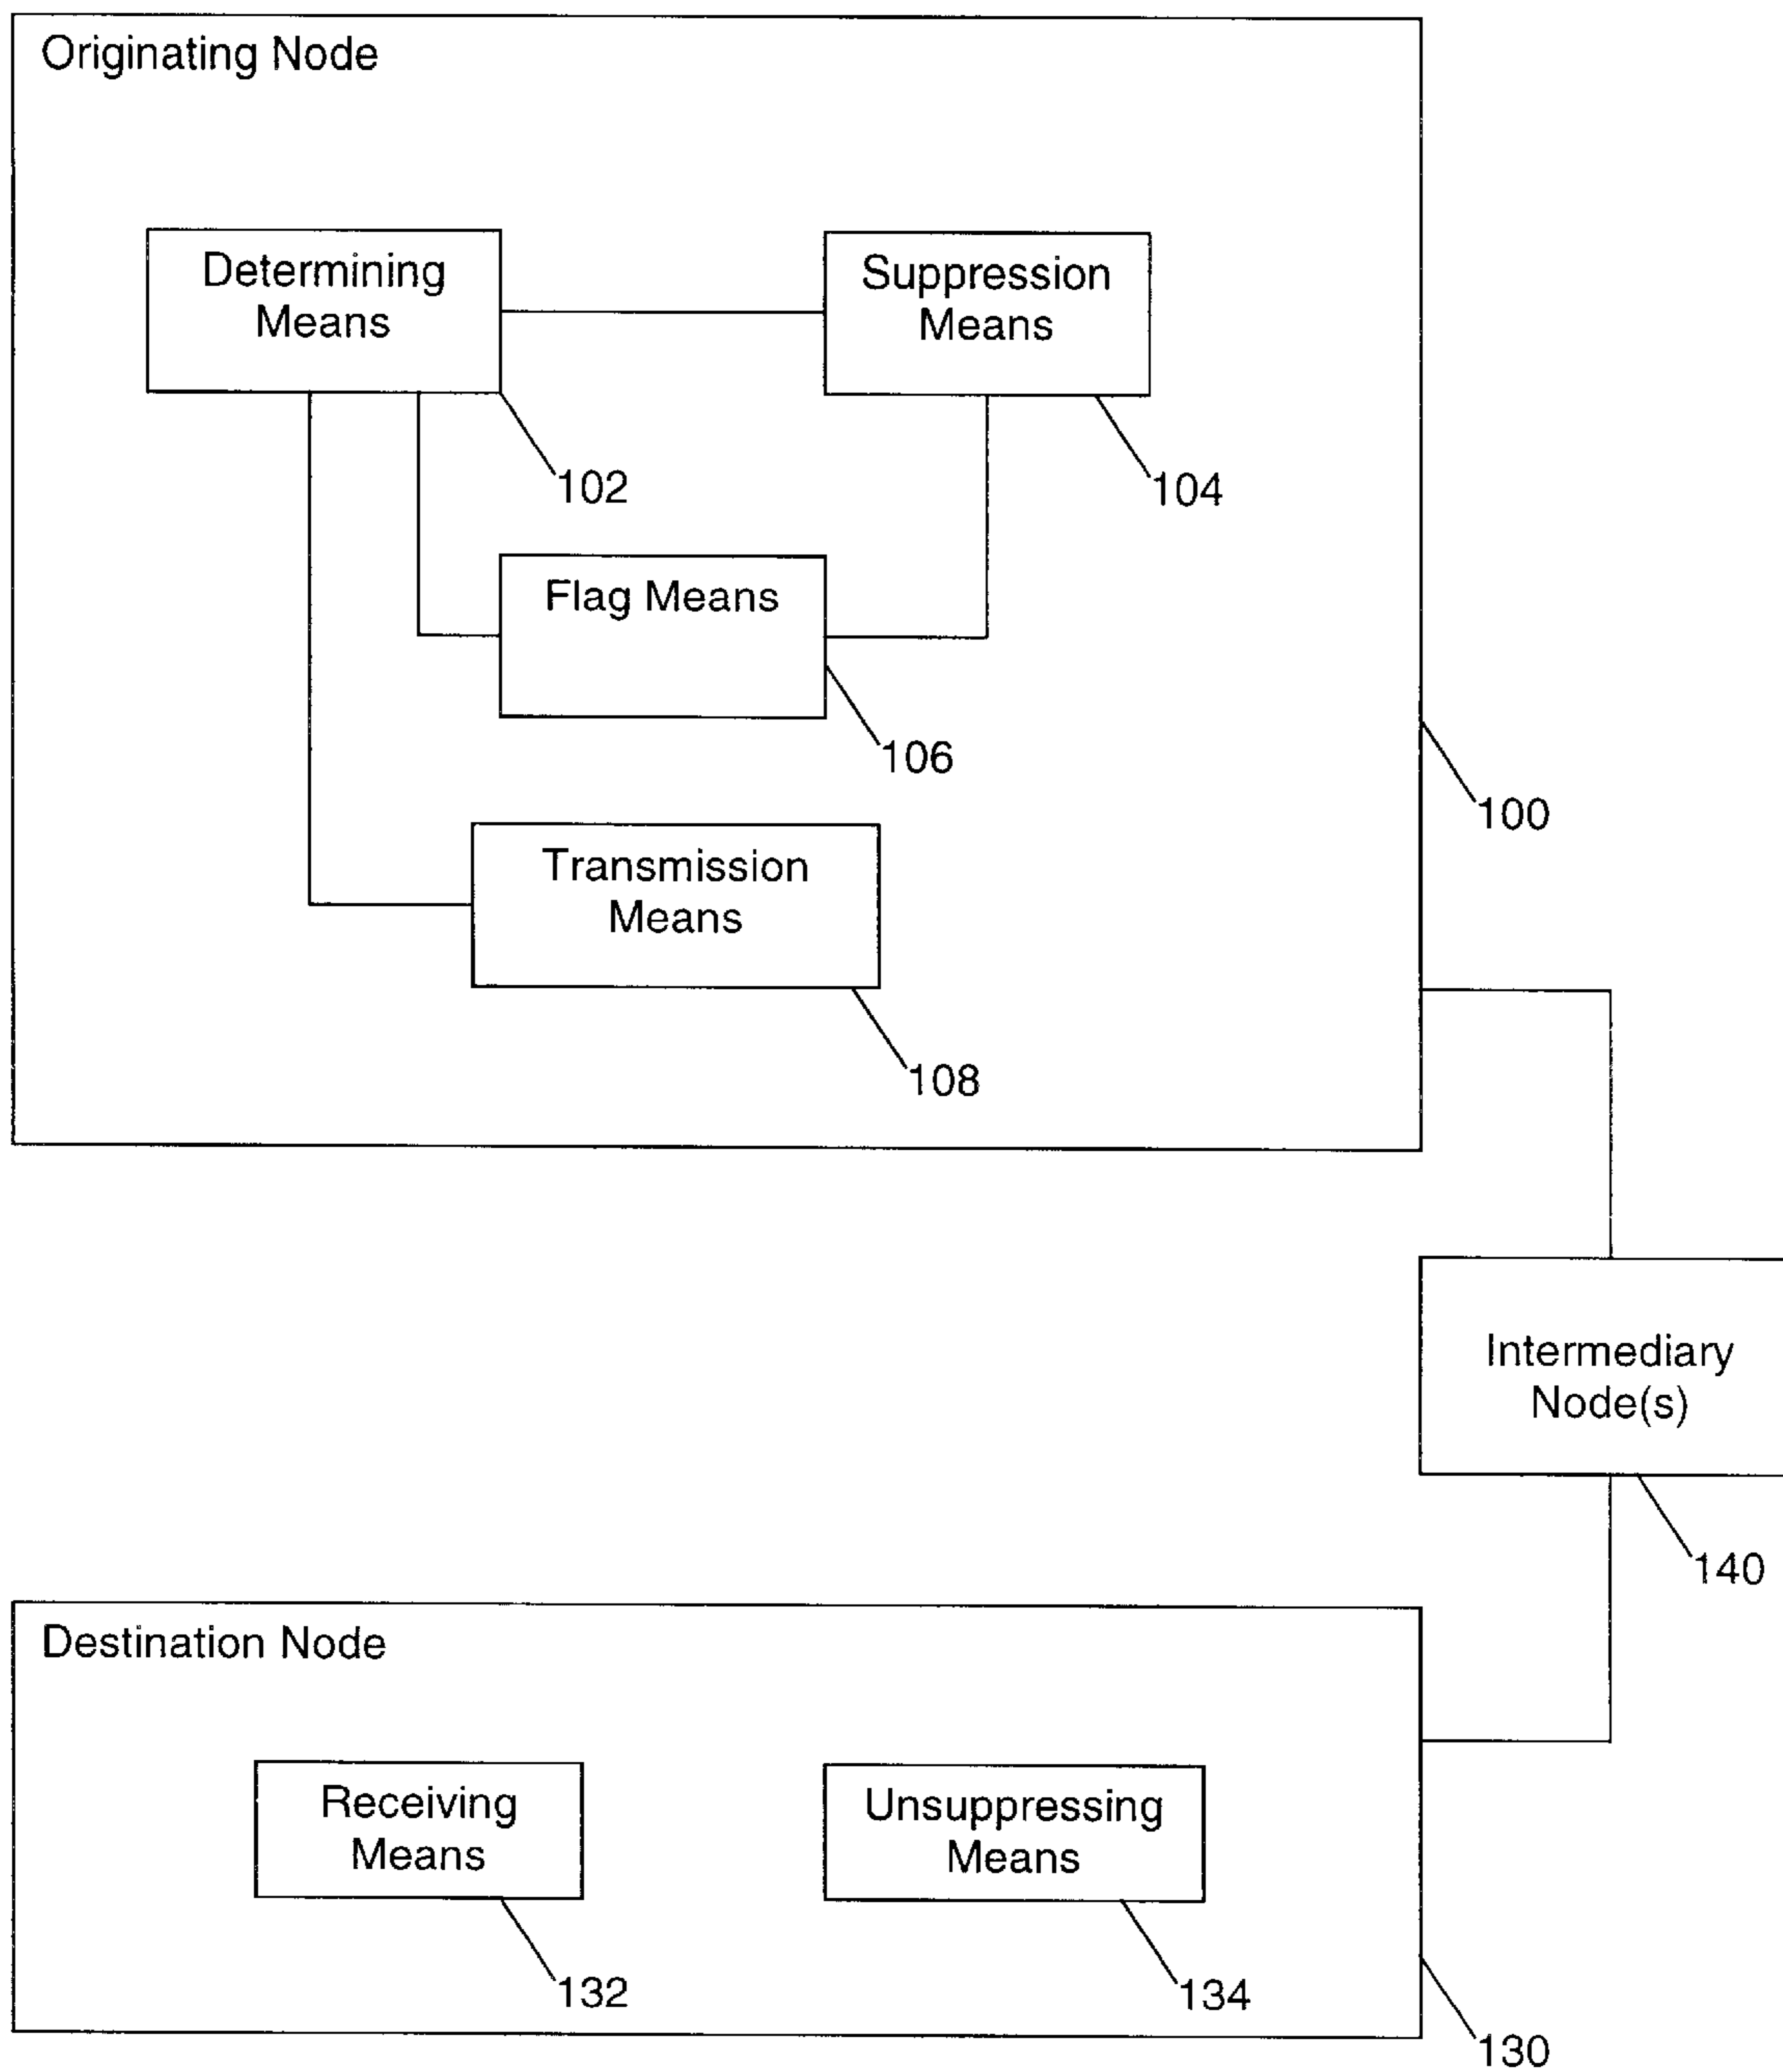 Originating Node
Determining
Means
Suppression
Means
102
104
Flag Means
106
100
Transmission
Means
108
Intermediary
Node(s)
140
Destination Node
Receiving
Means
Unsuppressing
Means
132
134
130